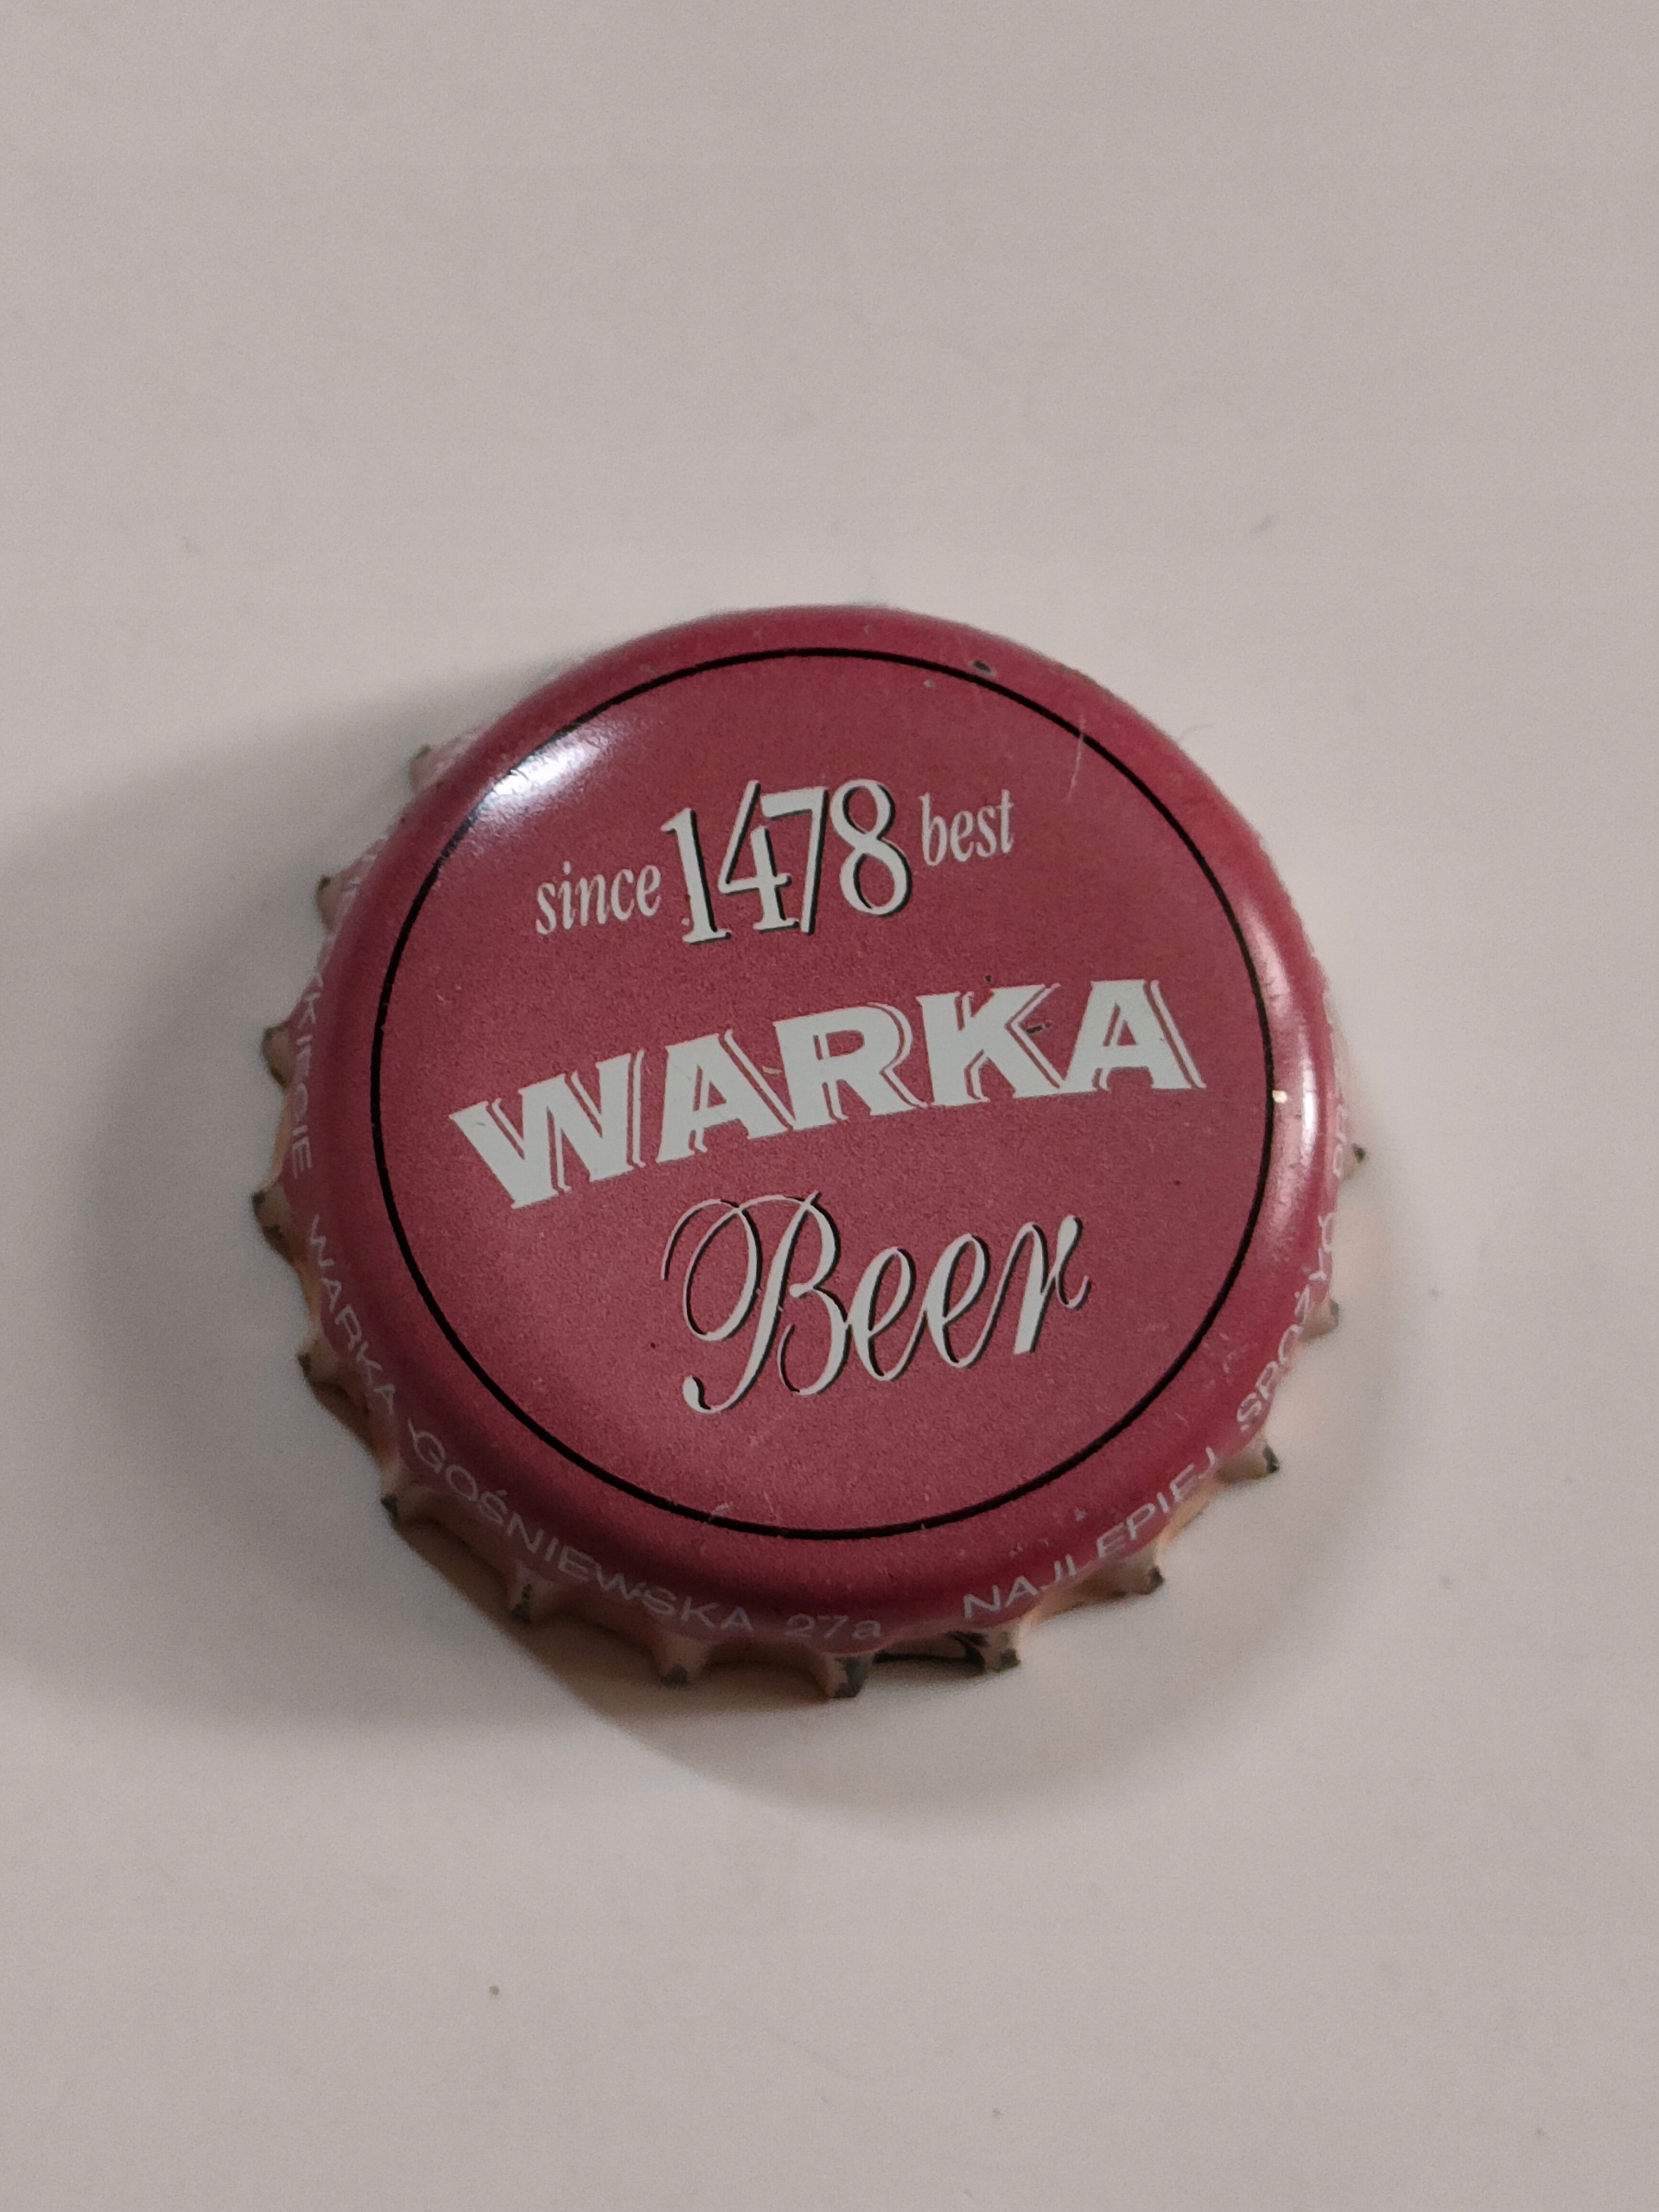 since 1478 best
WARKA
Beer
WARKA GOŚNIEWSKA 27a NAJLEPIEJ SPOŻYĆ